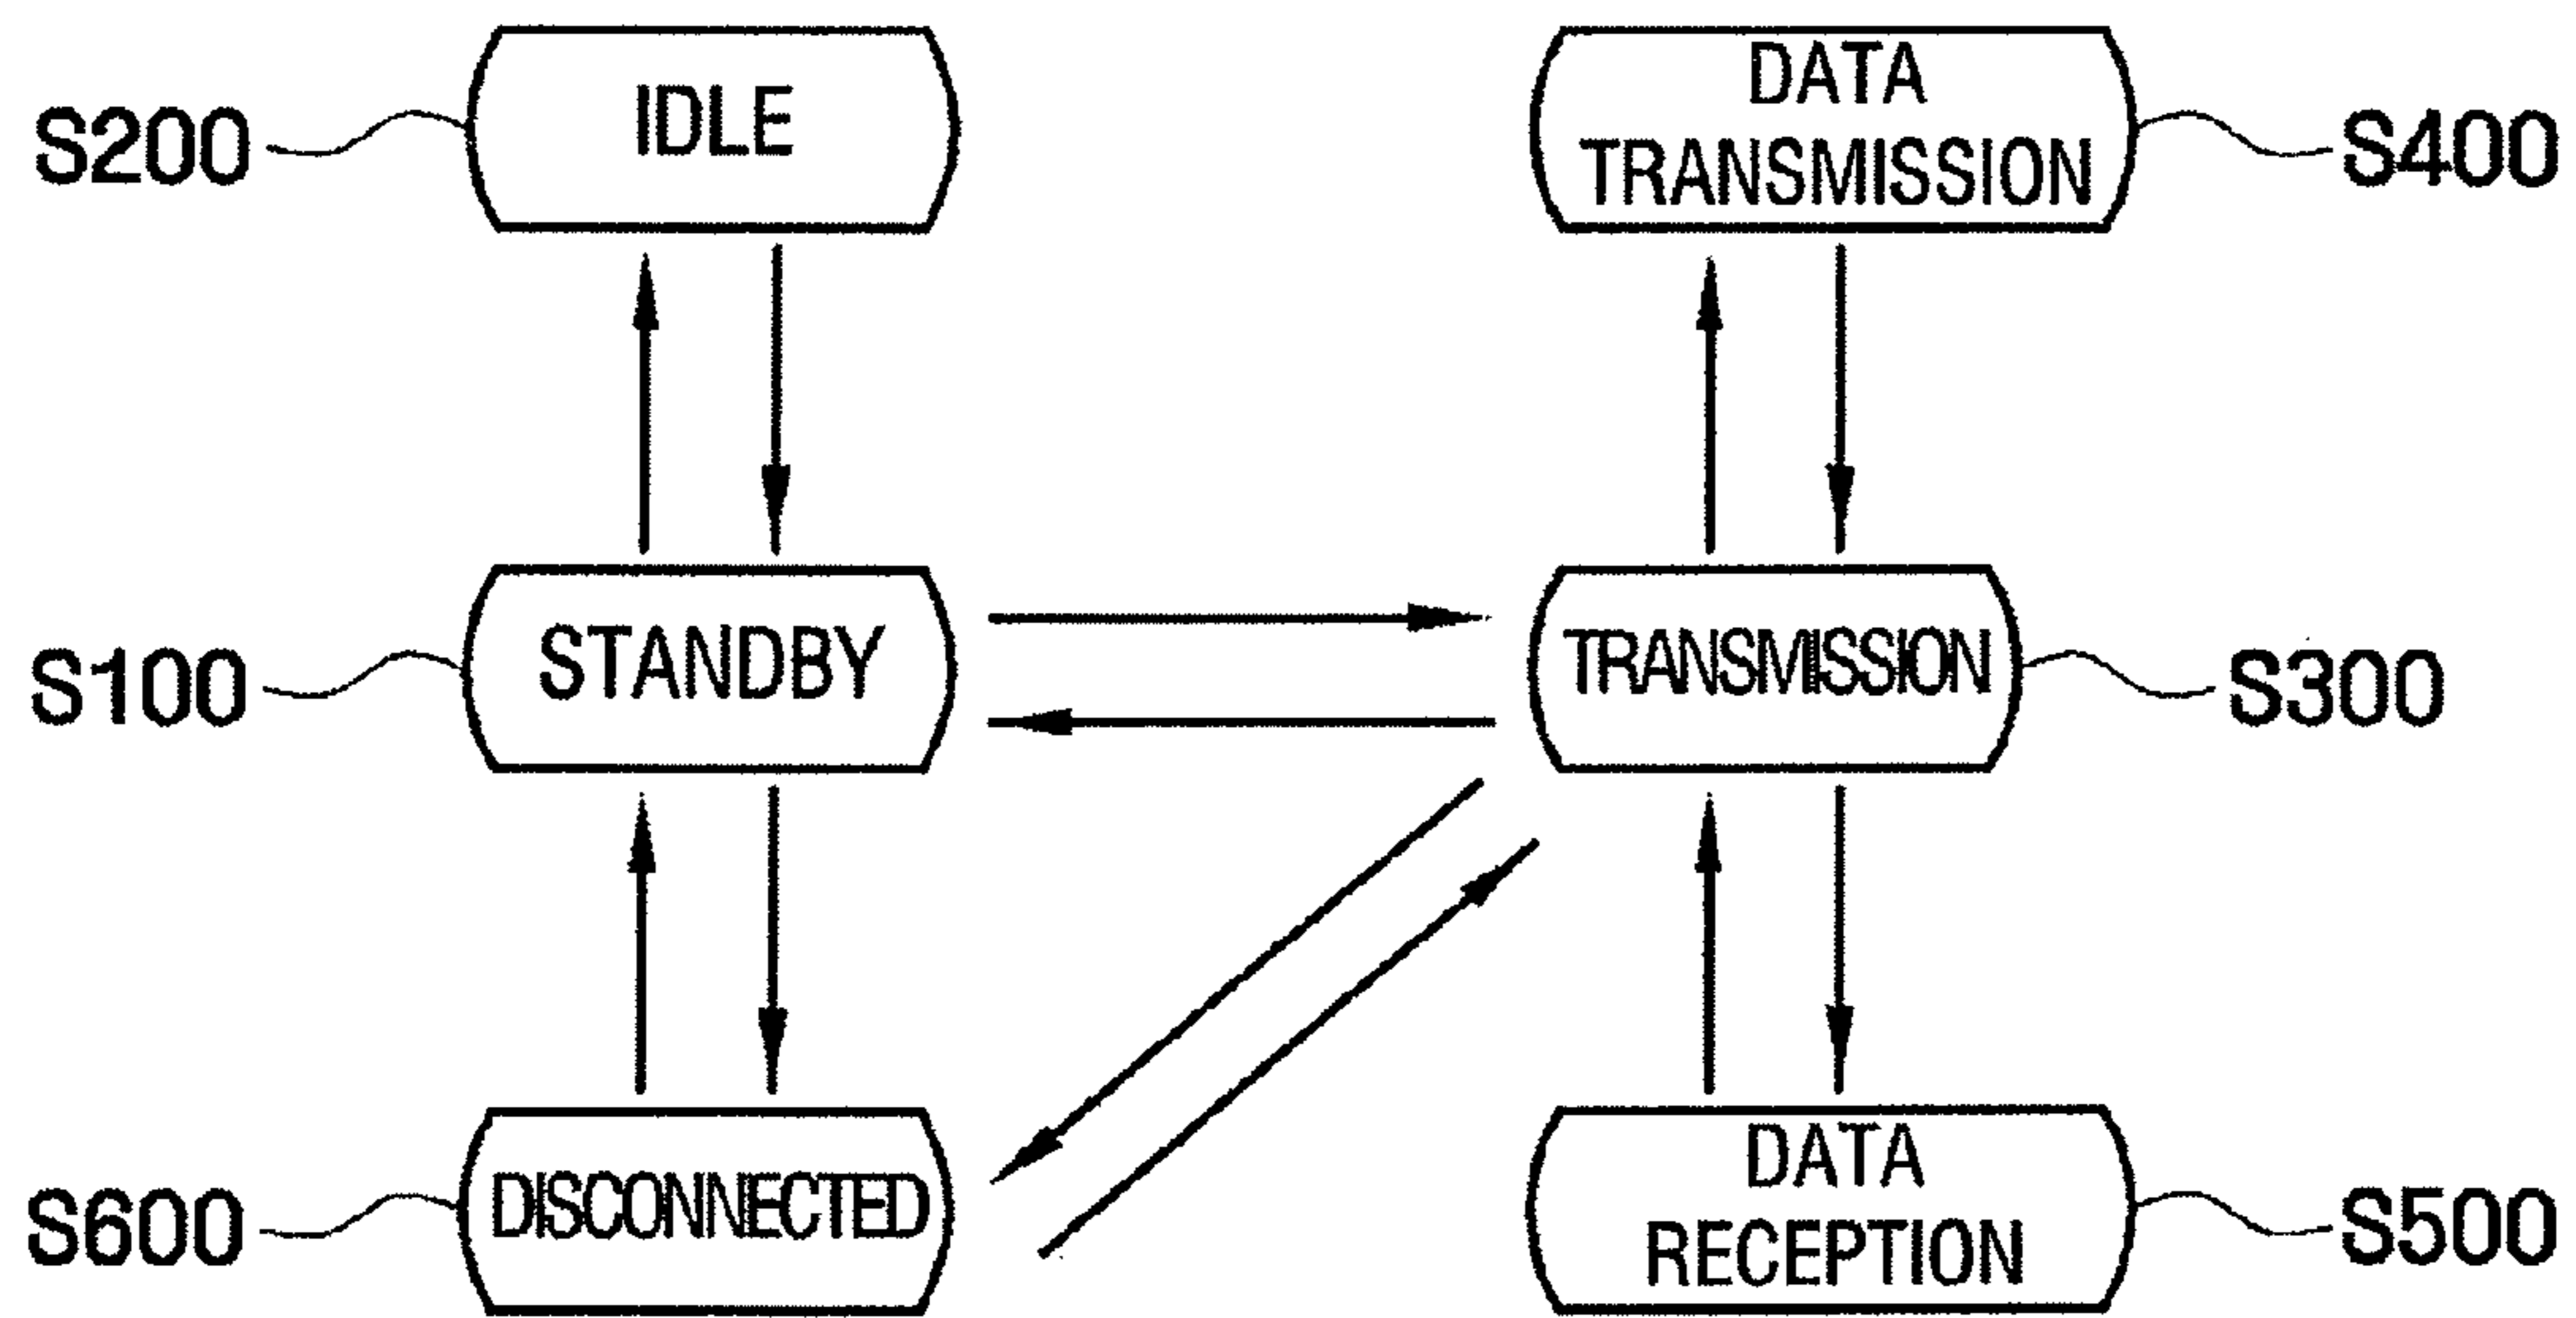 S200
IDLE
DATA
TRANSMISSION
S400
S100
STANDBY
TRANSMISSION
S300
S600
DISCONNECTED
DATA
RECEPTION
S500